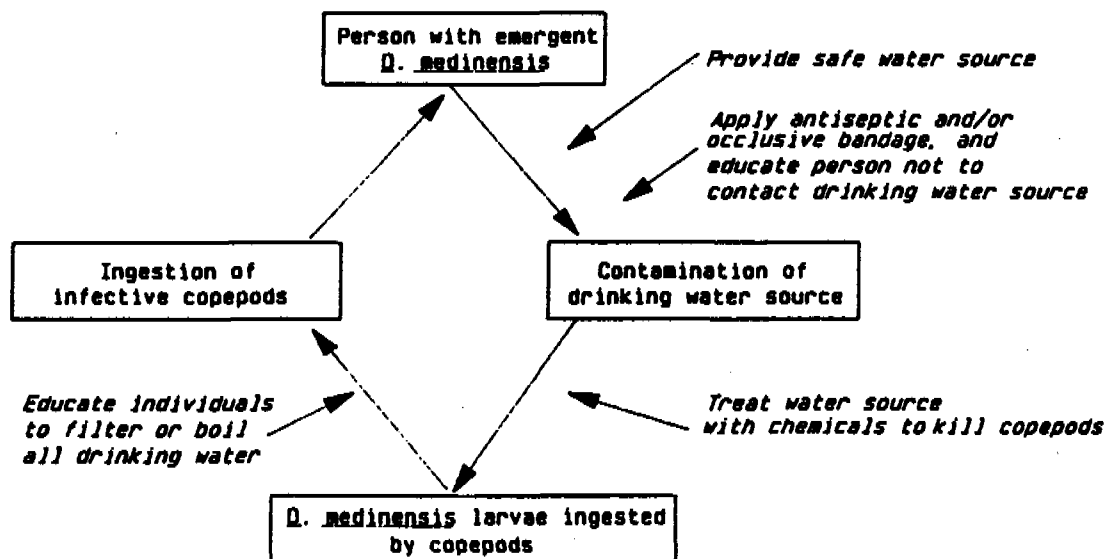 Person with emergent
D. medinensis
Provide safe water source
Apply antiseptic and/or
occlusive bandage, and
educate person not to
contact drinking water source
Ingestion of
infective copepods
Contamination of
drinking water source
Educate individuals
to filter or boil
all drinking water
Treat water source
with chemicals to kill copepods
D. medinensis larvae ingested
by copepods